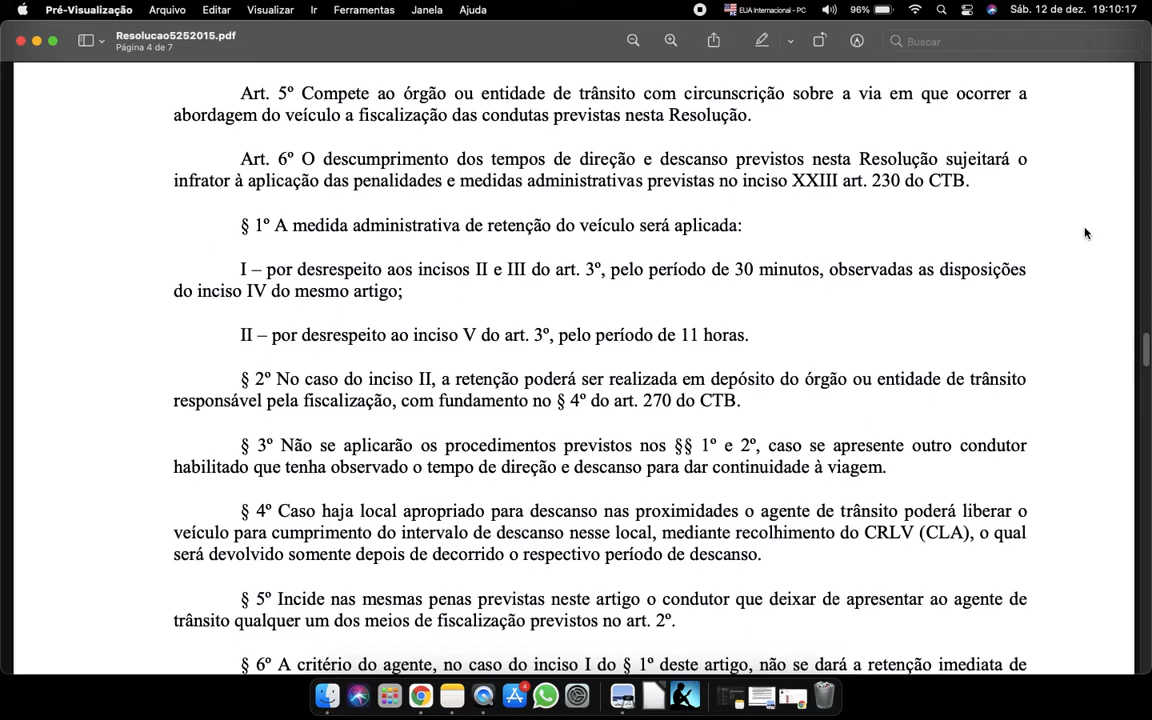 Pré-Visualização Arquivo Editar Visualizar Ir Ferramentas Janela Ajuda EUA Internacional - PC 96% Sáb. 12 de dez. 19:10:17
Resolucao5252015.pdf
Página 4 de 7
Buscar
Art. 5º Compete ao órgão ou entidade de trânsito com circunscrição sobre a via em que ocorrer a
abordagem do veículo a fiscalização das condutas previstas nesta Resolução.
Art. 6º O descumprimento dos tempos de direção e descanso previstos nesta Resolução sujeitará o
infrator à aplicação das penalidades e medidas administrativas previstas no inciso XXIII art. 230 do CTB.
§ 1º A medida administrativa de retenção do veículo será aplicada:
I – por desrespeito aos incisos II e III do art. 3º, pelo período de 30 minutos, observadas as disposições
do inciso IV do mesmo artigo;
II – por desrespeito ao inciso V do art. 3º, pelo período de 11 horas.
§ 2º No caso do inciso II, a retenção poderá ser realizada em depósito do órgão ou entidade de trânsito
responsável pela fiscalização, com fundamento no § 4º do art. 270 do CTB.
§ 3º Não se aplicarão os procedimentos previstos nos §§ 1º e 2º, caso se apresente outro condutor
habilitado que tenha observado o tempo de direção e descanso para dar continuidade à viagem.
§ 4º Caso haja local apropriado para descanso nas proximidades o agente de trânsito poderá liberar o
veículo para cumprimento do intervalo de descanso nesse local, mediante recolhimento do CRLV (CLA), o qual
será devolvido somente depois de decorrido o respectivo período de descanso.
§ 5º Incide nas mesmas penas previstas neste artigo o condutor que deixar de apresentar ao agente de
trânsito qualquer um dos meios de fiscalização previstos no art. 2º.
§ 6º A critério do agente, no caso do inciso I do § 1º deste artigo, não se dará a retenção imediata de
4